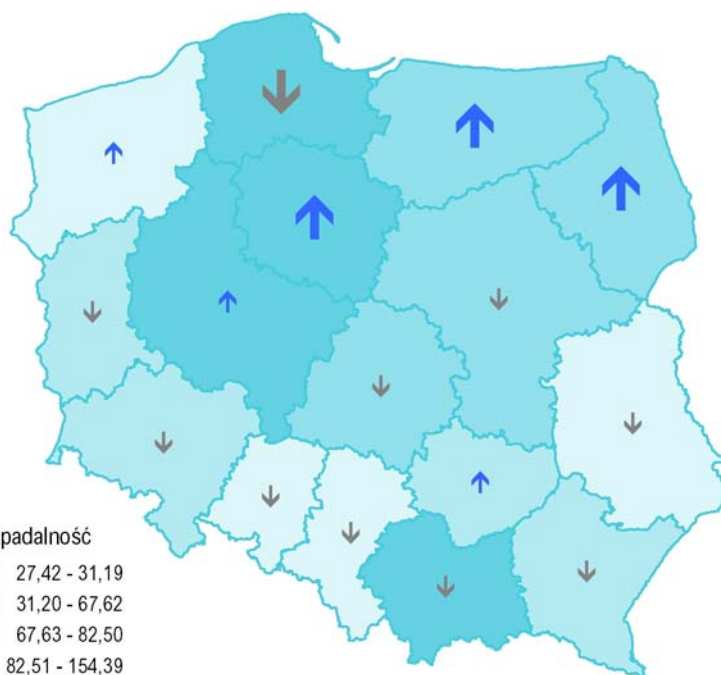 padalność
27,42 - 31,19
31,20 - 67,62
67,63 - 82,50
82,51 - 154,39